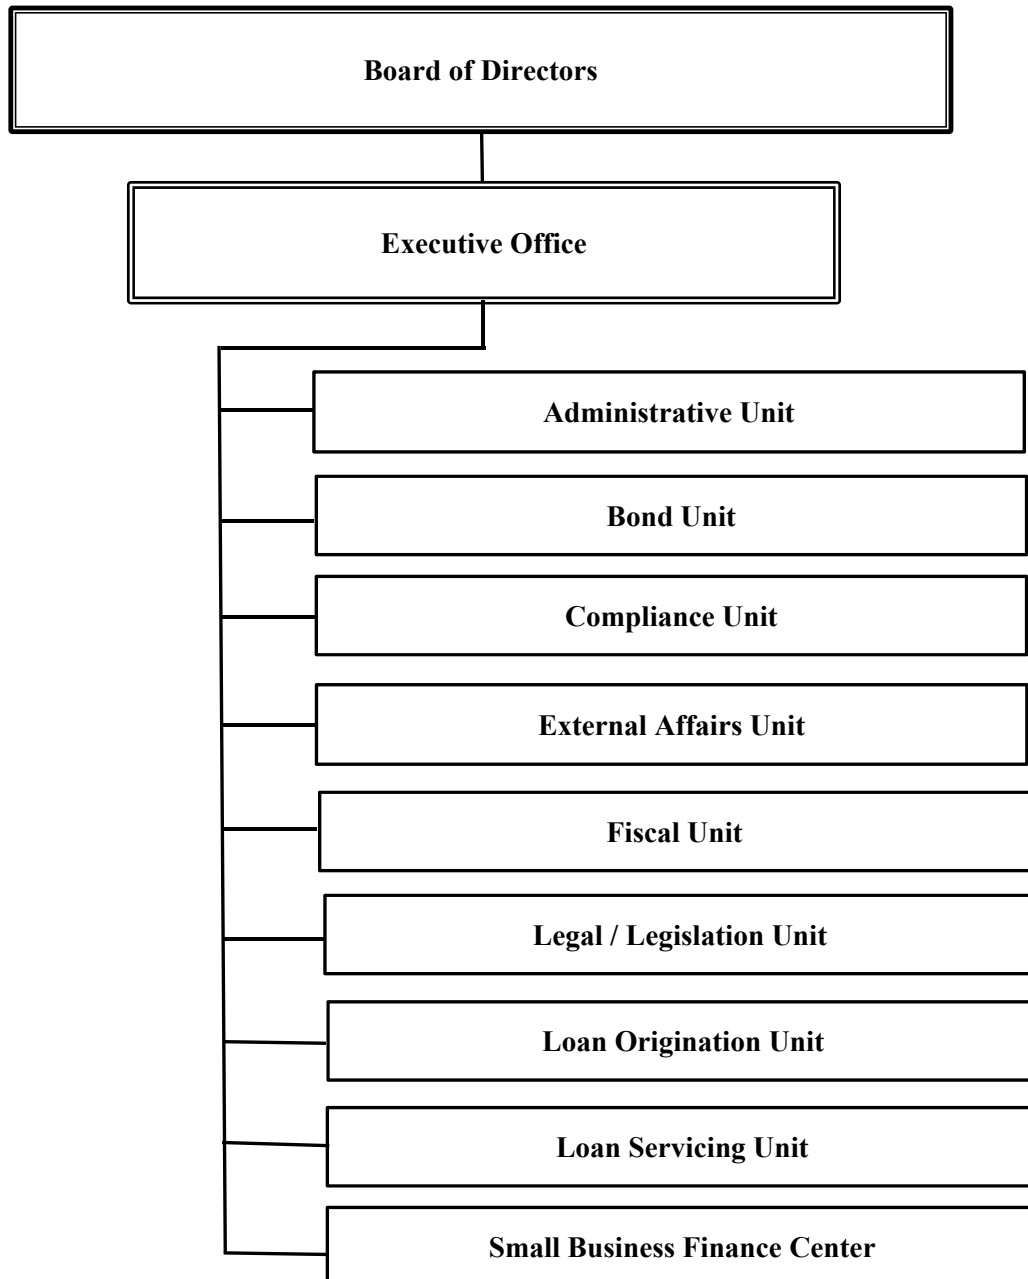 Board of Directors
Executive Office
Administrative Unit
Bond Unit
Compliance Unit
External Affairs Unit
Fiscal Unit
Legal / Legislation Unit
Loan Origination Unit
Loan Servicing Unit
Small Business Finance Center